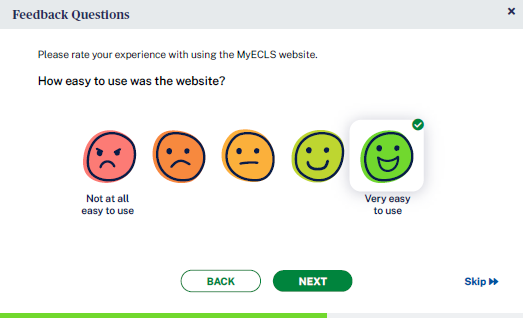 Feedback Questions
Please rate your experience with using the MyECLS website.
How easy to use was the website?
Not at all
easy to use
Very easy
to use
BACK
NEXT
Skip